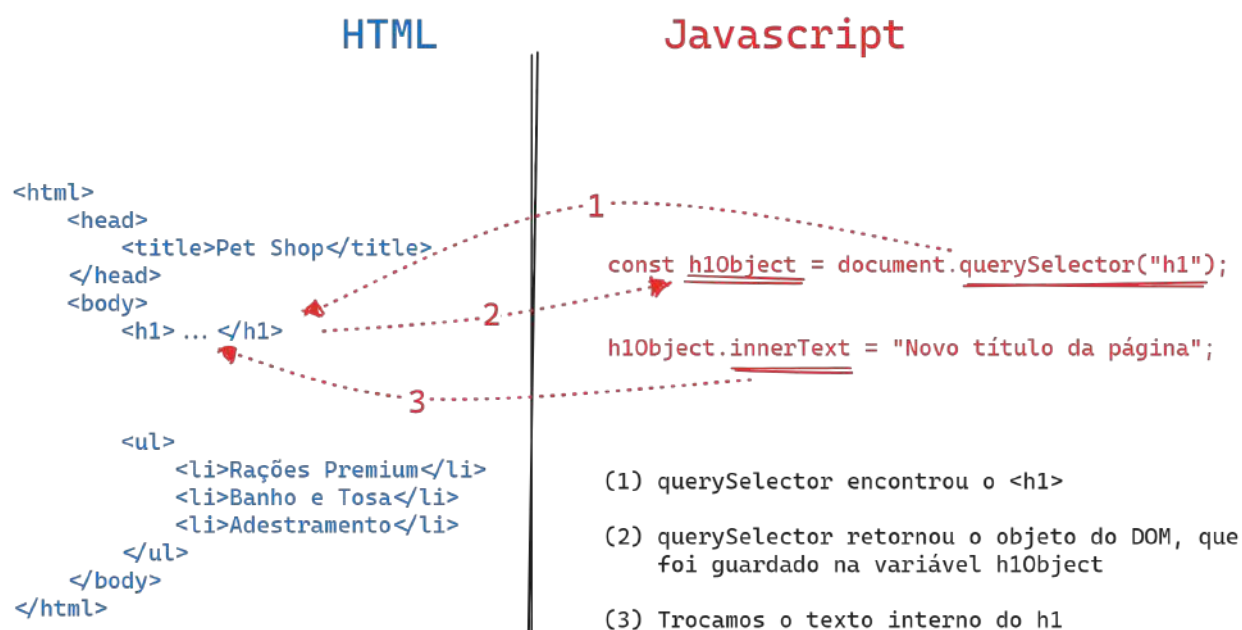 HTML
<html>
<head>
<title>Pet Shop</title>
</head>
<body>
<h1>...</h1>
<ul>
<li>Rações Premium</li>
<li>Banho e Tosa</li>
<li>Adestramento</li>
</ul>
</body>
</html>
Javascript
1
const h1Object = document.querySelector("h1");
2
h1Object.innerText = "Novo título da página";
3
(1) querySelector encontrou o <h1>
(2) querySelector retornou o objeto do DOM, que
foi guardado na variável h1Object
(3) Trocamos o texto interno do h1